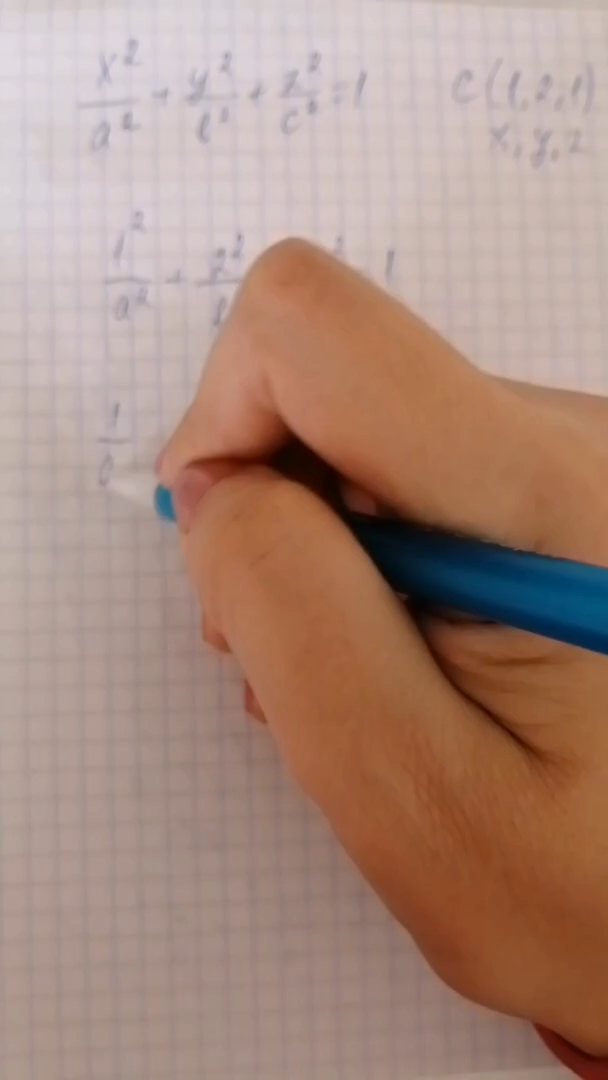 x²/a² + y²/b² + z²/c² = 1 C(1,2,1)
x, y, z
1²/a² + 2²/
1/